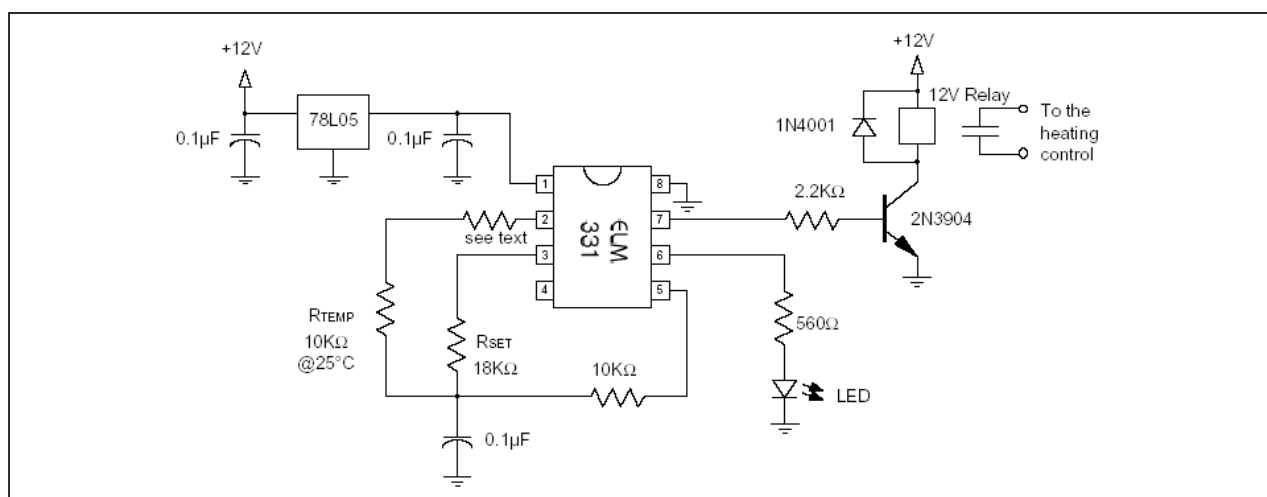 +12V
+12V
78L05
0.1µF
0.1µF
1N4001
12V Relay
To the
heating
control
1
2
3
4
8
7
6
5
ELM
331
see text
2.2KΩ
2N3904
RTEMP
10KΩ
@25°C
RSET
18KΩ
10KΩ
560Ω
LED
0.1µF